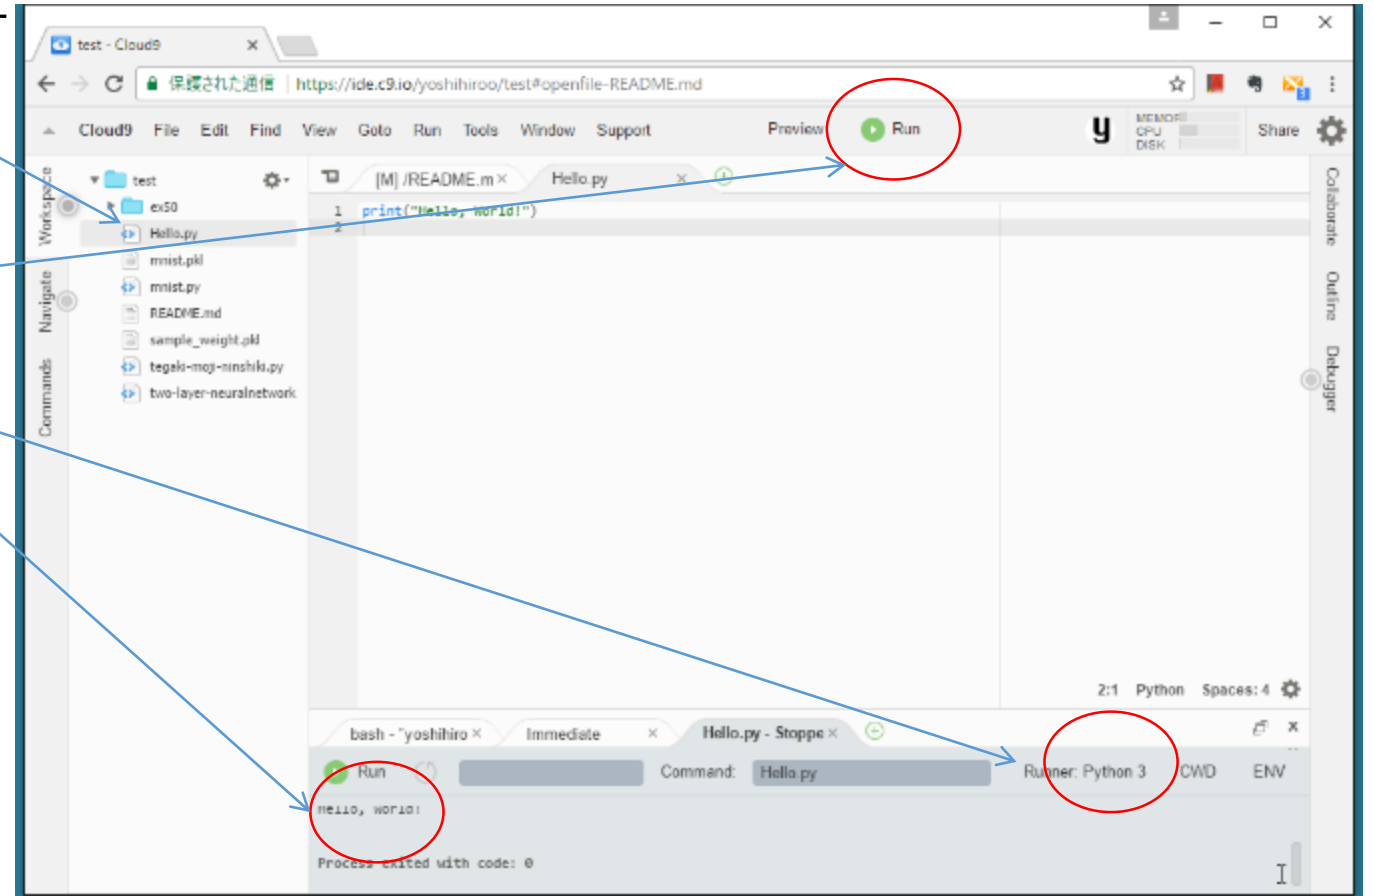 test - Cloud9
保護された通信 https://ide.c9.io/yoshihiroo/test#openfile-README.md
Cloud9 File Edit Find View Goto Run Tools Window Support Preview Run y MEMOR CPU DISK Share
Workspace
Navigate
Commands
test
ex50
Hello.py
mnist.pkl
mnist.py
README.md
sample_weight.pkl
tegaki-moji-ninshiki.py
two-layer-neuralnetwork
[M] /README.m Hello.py
1 print("Hello, World!")
2
Collaborate
Outline
Debugger
2:1 Python Spaces: 4
bash - "yoshihiro Immediate Hello.py - Stoppe
Run Command: Hello.py Runner: Python 3 CWD ENV
Hello, World!
Process exited with code: 0